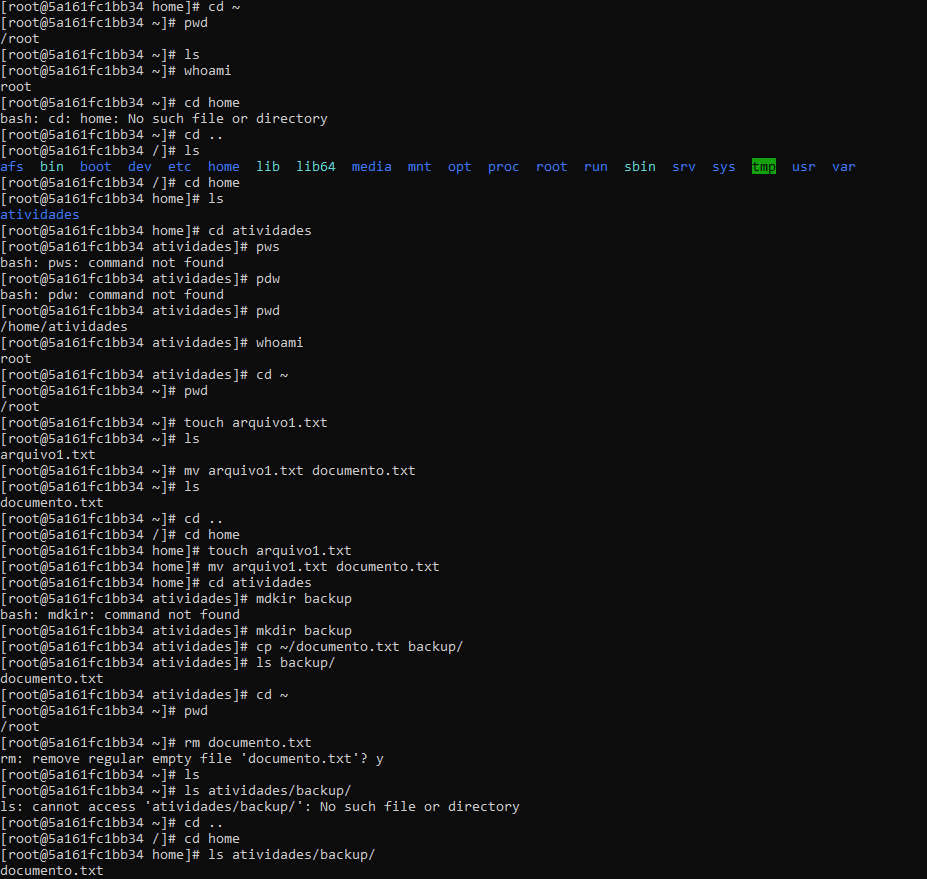 [root@5a161fc1bb34 home]# cd ~
[root@5a161fc1bb34 ~]# pwd
/root
[root@5a161fc1bb34 ~]# ls
[root@5a161fc1bb34 ~]# whoami
root
[root@5a161fc1bb34 ~]# cd home
bash: cd: home: No such file or directory
[root@5a161fc1bb34 ~]# cd ..
[root@5a161fc1bb34 /]# ls
afs  bin  boot  dev  etc  home  lib  lib64  media  mnt  opt  proc  root  run  sbin  srv  sys  tmp  usr  var
[root@5a161fc1bb34 /]# cd home
[root@5a161fc1bb34 home]# ls
atividades
[root@5a161fc1bb34 home]# cd atividades
[root@5a161fc1bb34 atividades]# pws
bash: pws: command not found
[root@5a161fc1bb34 atividades]# pdw
bash: pdw: command not found
[root@5a161fc1bb34 atividades]# pwd
/home/atividades
[root@5a161fc1bb34 atividades]# whoami
root
[root@5a161fc1bb34 atividades]# cd ~
[root@5a161fc1bb34 ~]# pwd
/root
[root@5a161fc1bb34 ~]# touch arquivo1.txt
[root@5a161fc1bb34 ~]# ls
arquivo1.txt
[root@5a161fc1bb34 ~]# mv arquivo1.txt documento.txt
[root@5a161fc1bb34 ~]# ls
documento.txt
[root@5a161fc1bb34 ~]# cd ..
[root@5a161fc1bb34 /]# cd home
[root@5a161fc1bb34 home]# touch arquivo1.txt
[root@5a161fc1bb34 home]# mv arquivo1.txt documento.txt
[root@5a161fc1bb34 home]# cd atividades
[root@5a161fc1bb34 atividades]# mdkir backup
bash: mdkir: command not found
[root@5a161fc1bb34 atividades]# mkdir backup
[root@5a161fc1bb34 atividades]# cp ~/documento.txt backup/
[root@5a161fc1bb34 atividades]# ls backup/
documento.txt
[root@5a161fc1bb34 atividades]# cd ~
[root@5a161fc1bb34 ~]# pwd
/root
[root@5a161fc1bb34 ~]# rm documento.txt
rm: remove regular empty file 'documento.txt'? y
[root@5a161fc1bb34 ~]# ls
[root@5a161fc1bb34 ~]# ls atividades/backup/
ls: cannot access 'atividades/backup/': No such file or directory
[root@5a161fc1bb34 ~]# cd ..
[root@5a161fc1bb34 /]# cd home
[root@5a161fc1bb34 home]# ls atividades/backup/
documento.txt